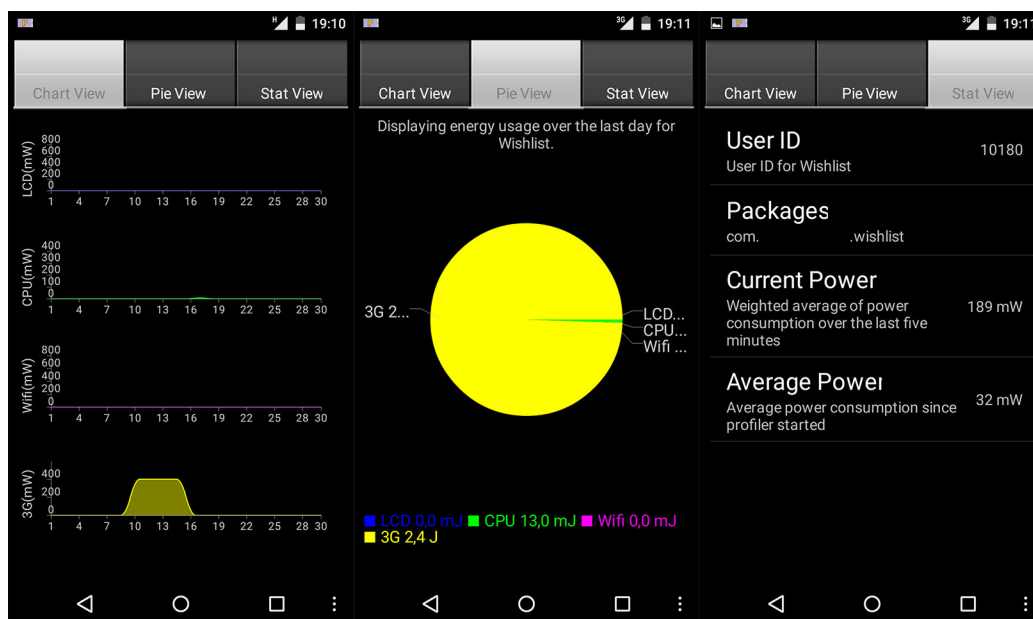 H 19:10
Chart View Pie View Stat View
LCD(mW)
800
600
400
200
0
1 4 7 10 13 16 19 22 25 28 30
CPU(mW)
400
300
200
100
0
1 4 7 10 13 16 19 22 25 28 30
Wifi(mW)
800
600
400
200
0
1 4 7 10 13 16 19 22 25 28 30
3G(mW)
400
200
0
1 4 7 10 13 16 19 22 25 28 30
3G 19:11
Chart View Pie View Stat View
Displaying energy usage over the last day for
Wishlist.
3G 2...
LCD...
CPU...
Wifi ...
LCD 0,0 mJ CPU 13,0 mJ Wifi 0,0 mJ
3G 2,4 J
3G 19:11
Chart View Pie View Stat View
User ID
User ID for Wishlist
10180
Packages
com. .wishlist
Current Power
Weighted average of power
consumption over the last five
minutes
189 mW
Average Power
Average power consumption since
profiler started
32 mW